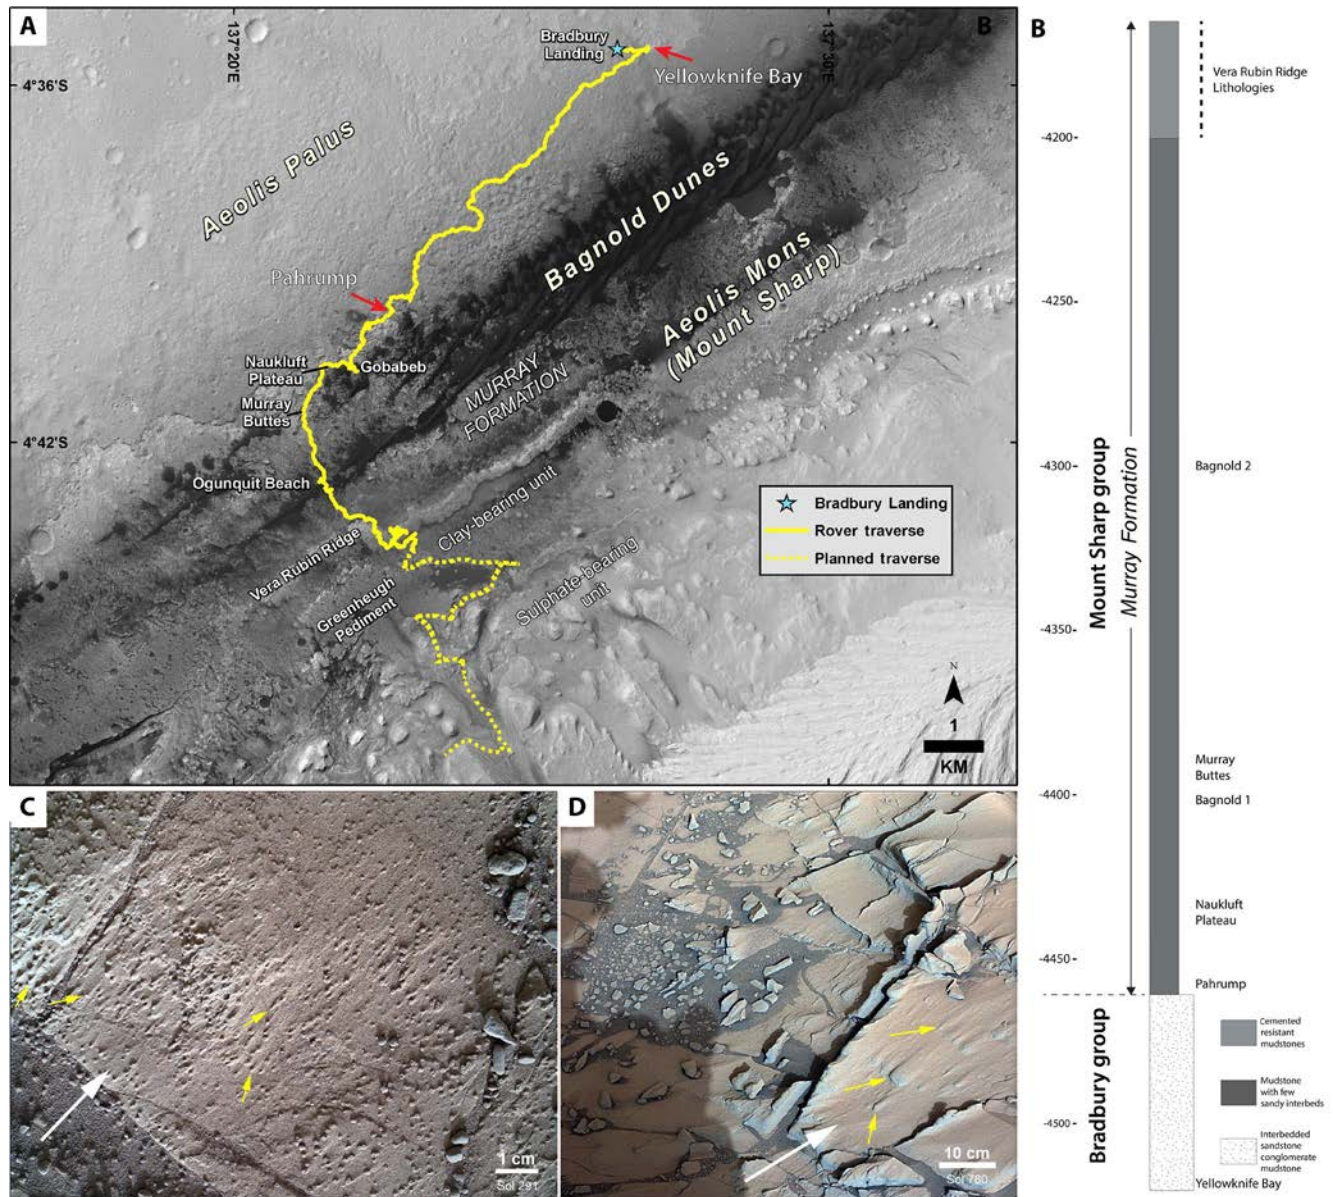 A
B
137°20'E
137°30'E
4°36'S
4°42'S
Bradbury
Landing
Yellowknife Bay
Aeolis Palus
Bagnold Dunes
Aeolis Mons
(Mount Sharp)
Pahrump
Naukluft
Plateau
Gobabeb
Murray
Buttes
MURRAY
FORMATION
Ogunquit Beach
Clay-bearing unit
Vera Rubin Ridge
Greenheugh
Pediment
Sulphate-bearing
unit
Bradbury Landing
Rover traverse
Planned traverse
N
1
KM
B
Mount Sharp group
Murray Formation
Bradbury group
-4200-
-4250-
-4300-
-4350-
-4400-
-4450-
-4500-
Vera Rubin Ridge
Lithologies
Bagnold 2
Murray
Buttes
Bagnold 1
Naukluft
Plateau
Pahrump
Cemented
resistant
mudstones
Mudstone
with few
sandy interbeds
Interbedded
sandstone
conglomerate
mudstone
Yellowknife Bay
C
1 cm
Sol 291
D
10 cm
Sol 780